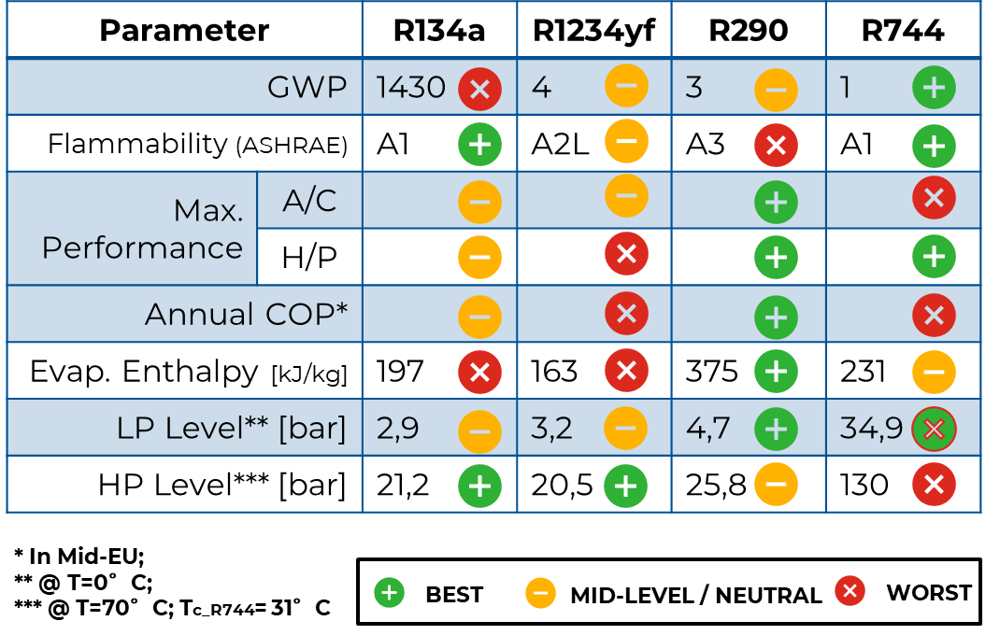 Parameter R134a R1234yf R290 R744
GWP 1430 4 3 1
Flammability (ASHRAE) A1 A2L A3 A1
Max. Performance A/C
H/P
Annual COP*
Evap. Enthalpy [kJ/kg] 197 163 375 231
LP Level** [bar] 2,9 3,2 4,7 34,9
HP Level*** [bar] 21,2 20,5 25,8 130
* In Mid-EU;
** @ T=0° C;
*** @ T=70° C; Tc_R744= 31° C
BEST MID-LEVEL / NEUTRAL WORST